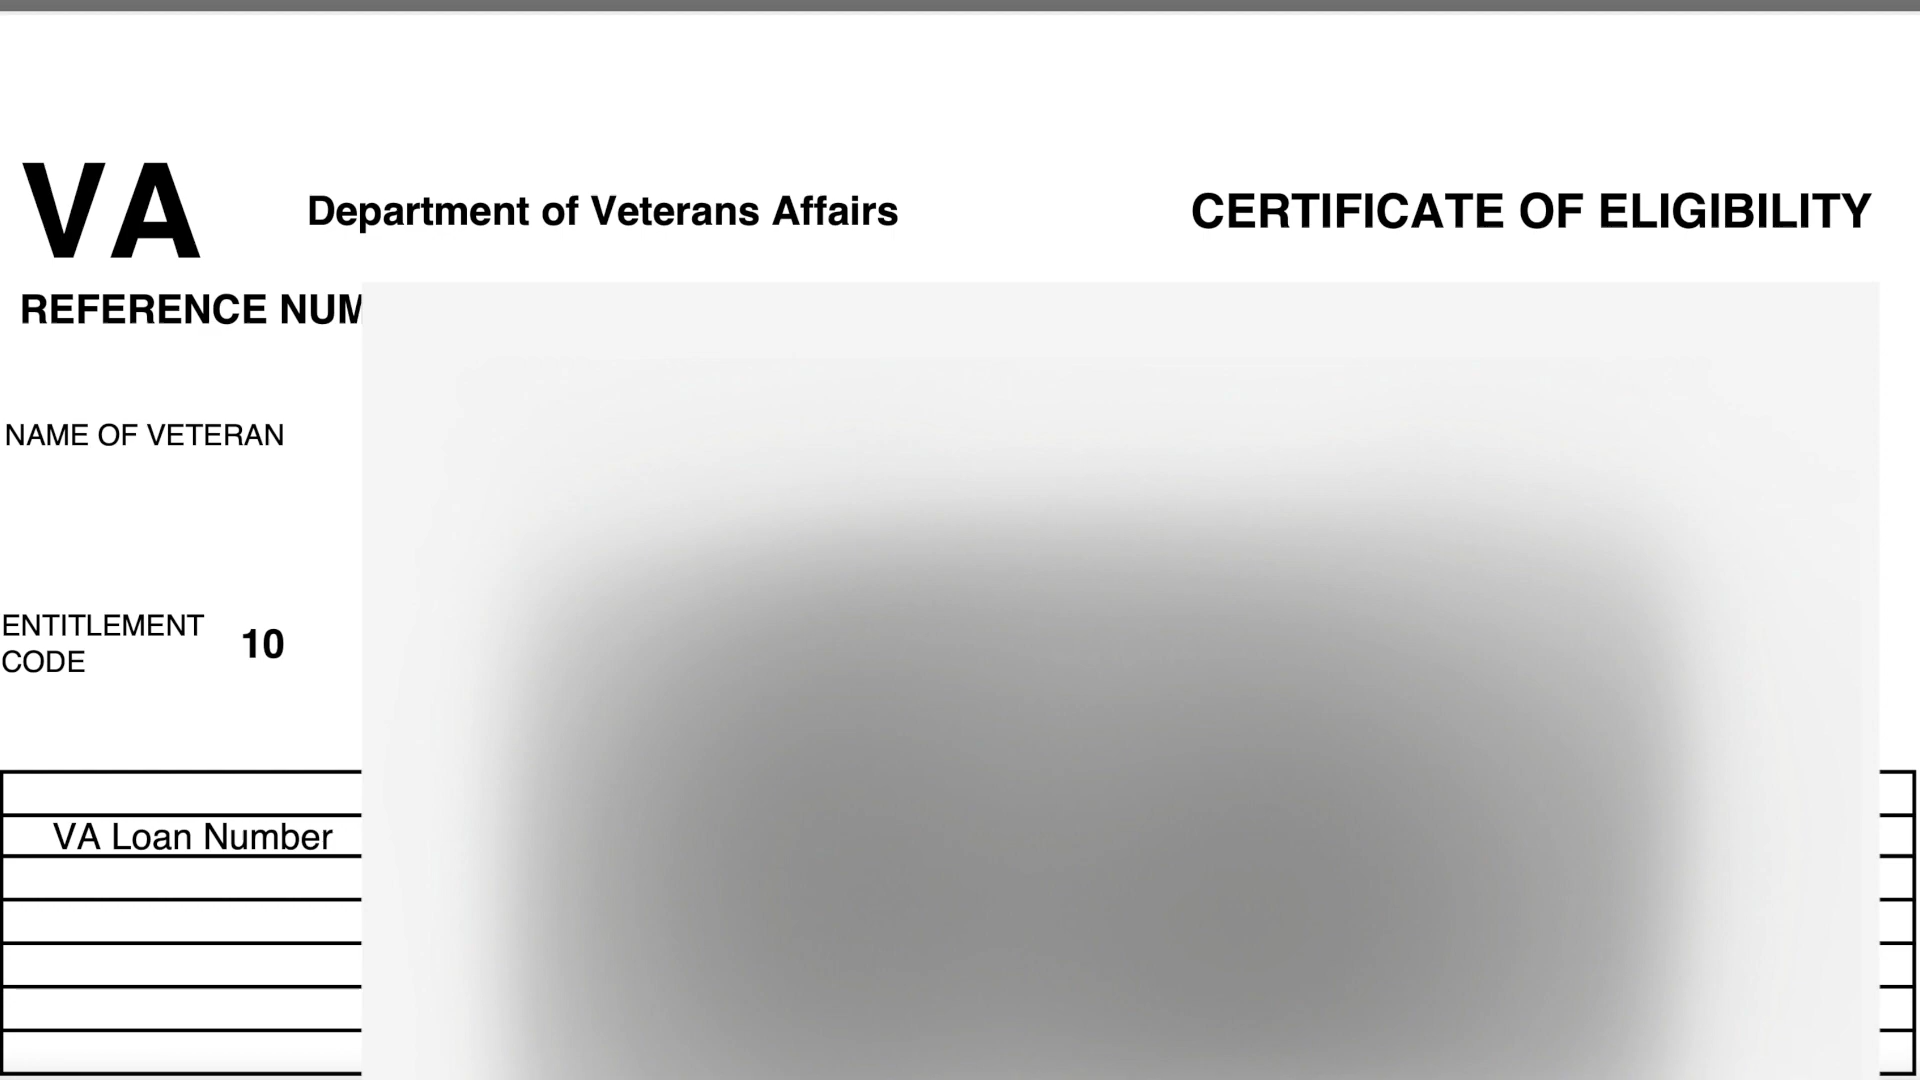 VA Department of Veterans Affairs CERTIFICATE OF ELIGIBILITY
REFERENCE NUM
NAME OF VETERAN
ENTITLEMENT
CODE 10
VA Loan Number